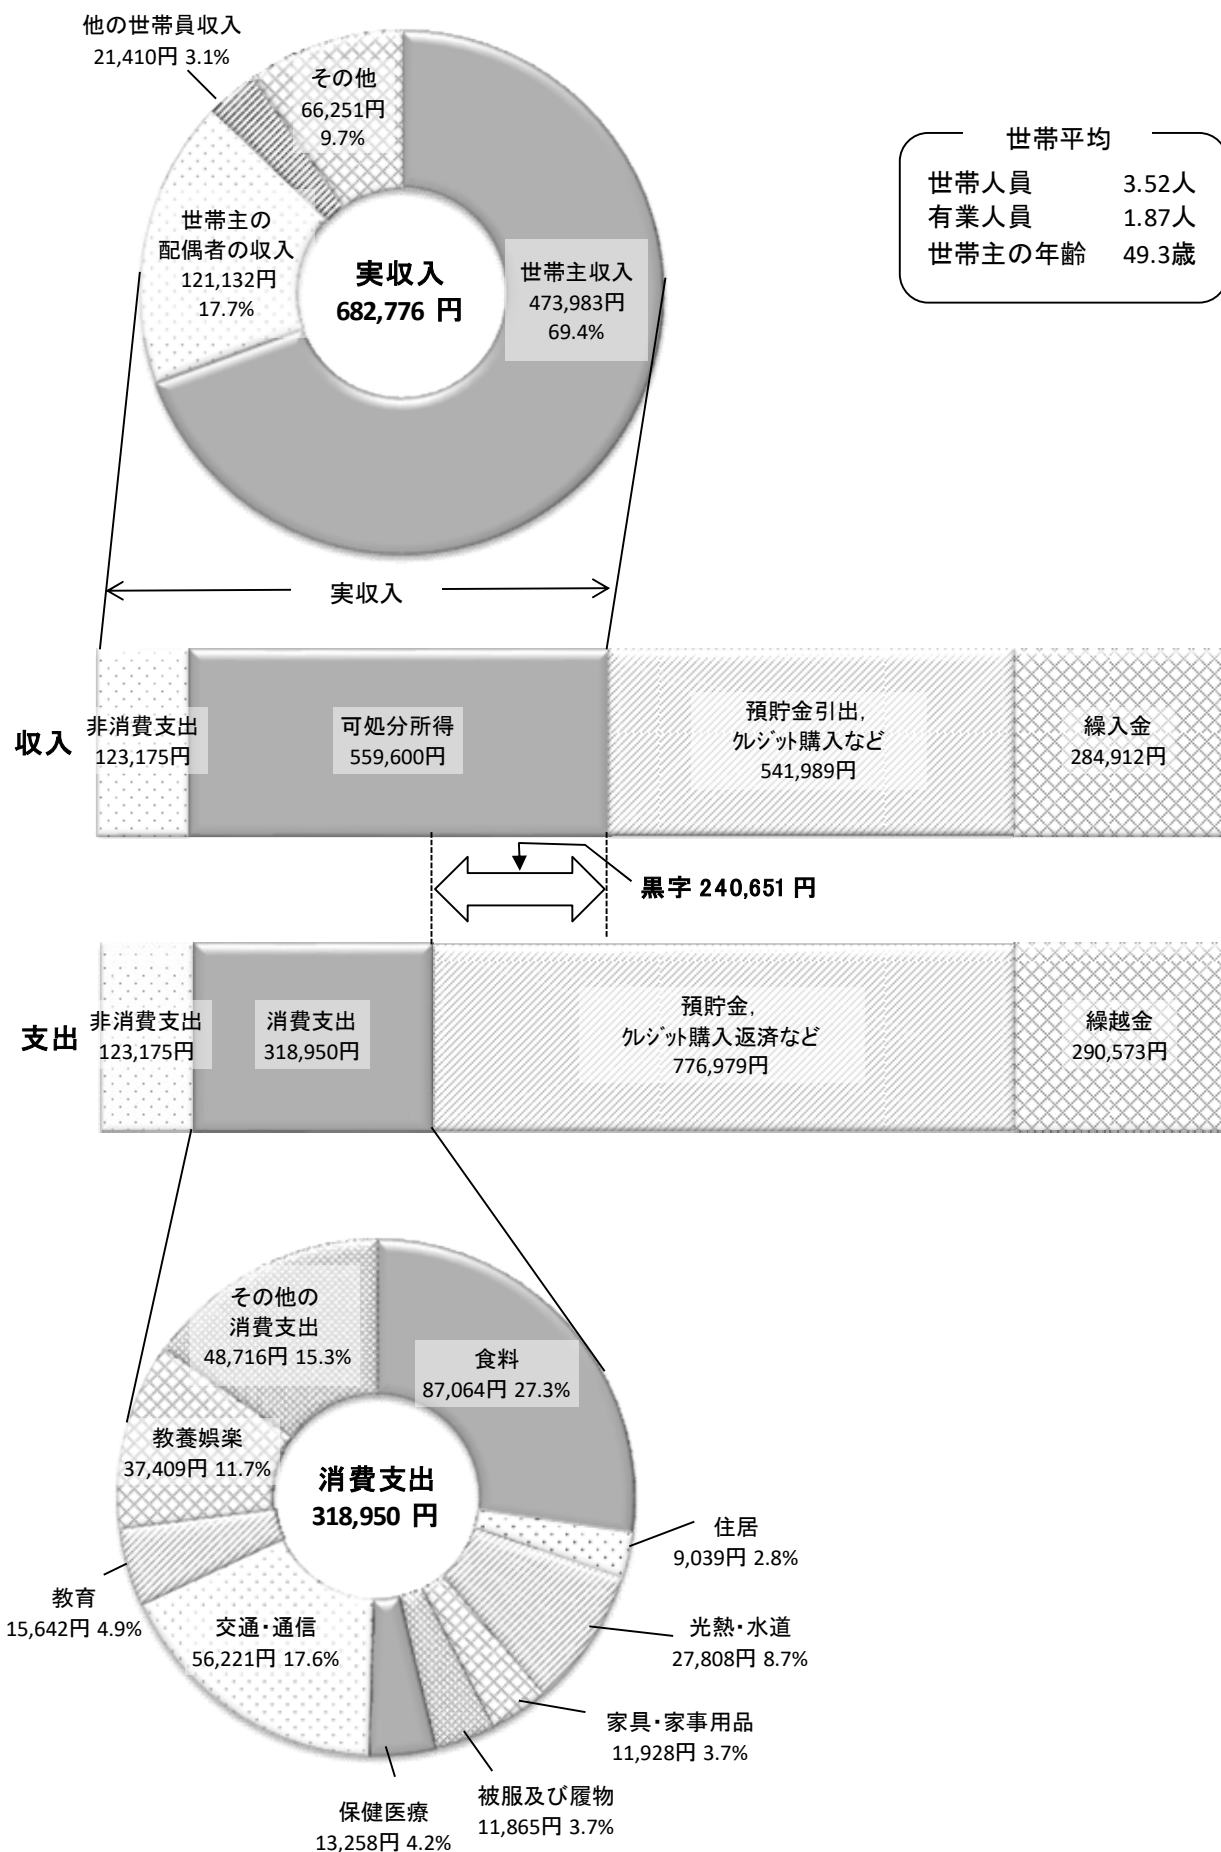 他の世帯員収入
21,410円 3.1%
その他
66,251円
9.7%
世帯主の
配偶者の収入
121,132円
17.7%
実収入
682,776 円
世帯主収入
473,983円
69.4%
世帯平均
世帯人員 3.52人
有業人員 1.87人
世帯主の年齢 49.3歳
実収入
収入
非消費支出
123,175円
可処分所得
559,600円
預貯金引出,
クレジット購入など
541,989円
繰入金
284,912円
黒字 240,651 円
支出
非消費支出
123,175円
消費支出
318,950円
預貯金,
クレジット購入返済など
776,979円
繰越金
290,573円
その他の
消費支出
48,716円 15.3%
食料
87,064円 27.3%
教養娯楽
37,409円 11.7%
消費支出
318,950 円
住居
9,039円 2.8%
教育
15,642円 4.9%
交通・通信
56,221円 17.6%
光熱・水道
27,808円 8.7%
家具・家事用品
11,928円 3.7%
被服及び履物
11,865円 3.7%
保健医療
13,258円 4.2%